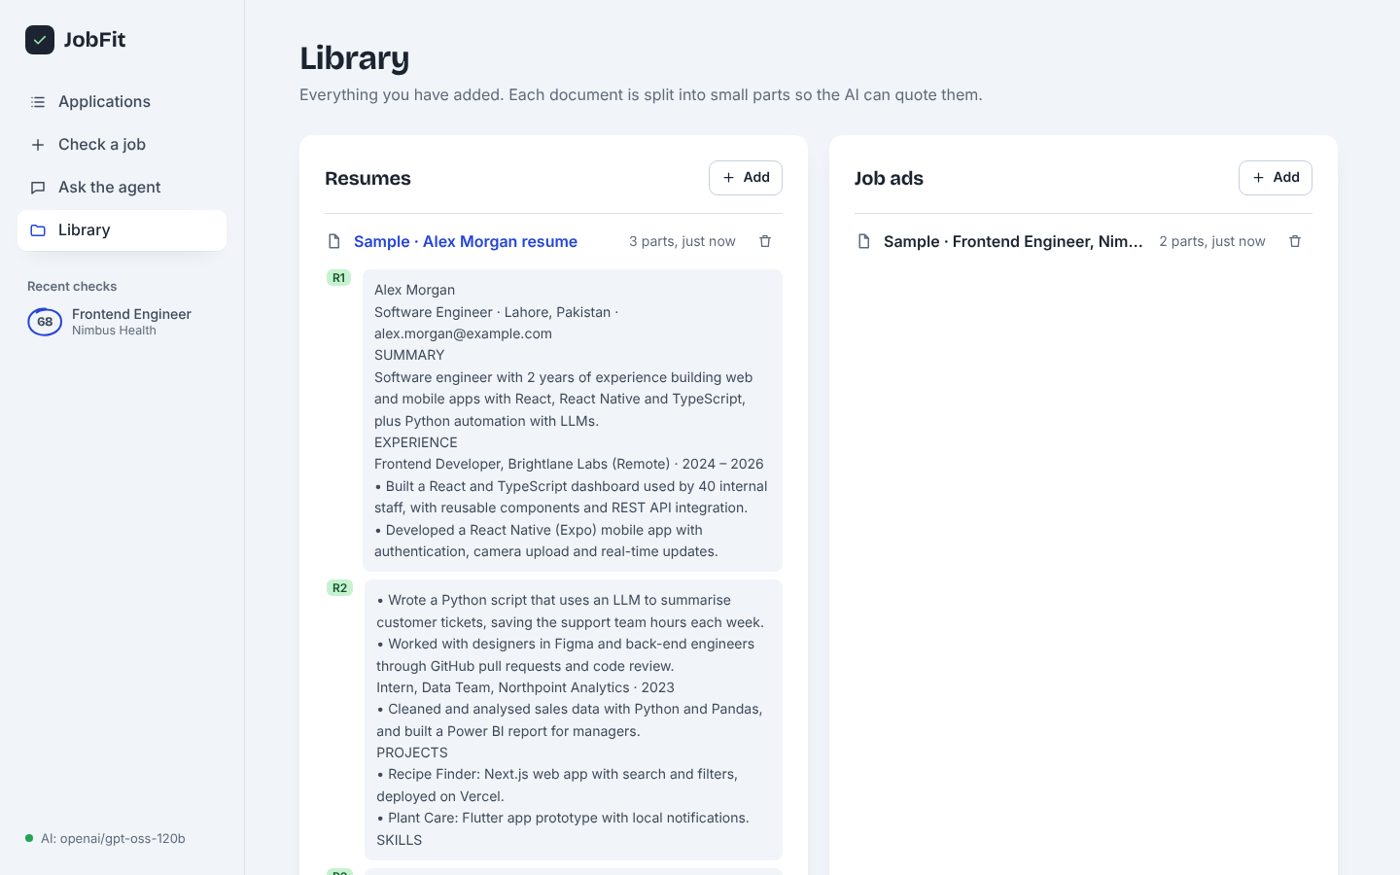 JobFit
Applications
Check a job
Ask the agent
Library
Recent checks
68
Frontend Engineer
Nimbus Health
AI: openai/gpt-oss-120b
Library
Everything you have added. Each document is split into small parts so the AI can quote them.
Resumes
Add
Sample · Alex Morgan resume
3 parts, just now
R1
Alex Morgan
Software Engineer · Lahore, Pakistan ·
alex.morgan@example.com
SUMMARY
Software engineer with 2 years of experience building web
and mobile apps with React, React Native and TypeScript,
plus Python automation with LLMs.
EXPERIENCE
Frontend Developer, Brightlane Labs (Remote) · 2024 – 2026
• Built a React and TypeScript dashboard used by 40 internal
staff, with reusable components and REST API integration.
• Developed a React Native (Expo) mobile app with
authentication, camera upload and real-time updates.
R2
• Wrote a Python script that uses an LLM to summarise
customer tickets, saving the support team hours each week.
• Worked with designers in Figma and back-end engineers
through GitHub pull requests and code review.
Intern, Data Team, Northpoint Analytics · 2023
• Cleaned and analysed sales data with Python and Pandas,
and built a Power BI report for managers.
PROJECTS
• Recipe Finder: Next.js web app with search and filters,
deployed on Vercel.
• Plant Care: Flutter app prototype with local notifications.
SKILLS
Job ads
Add
Sample · Frontend Engineer, Nim...
2 parts, just now